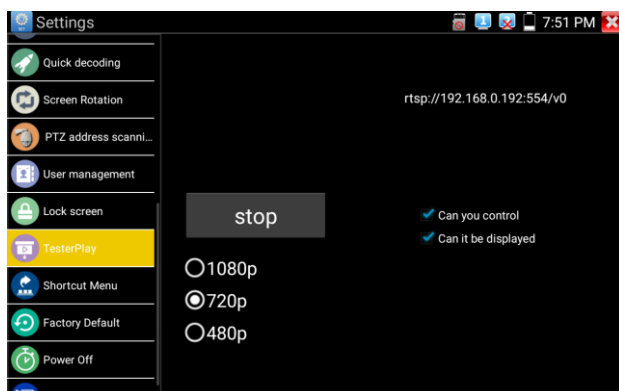 Settings
7:51 PM
Quick decoding
Screen Rotation
PTZ address scanni...
User management
Lock screen
TesterPlay
Shortcut Menu
Factory Default
Power Off
rtsp://192.168.0.192:554/v0
stop
Can you control
Can it be displayed
1080p
720p
480p